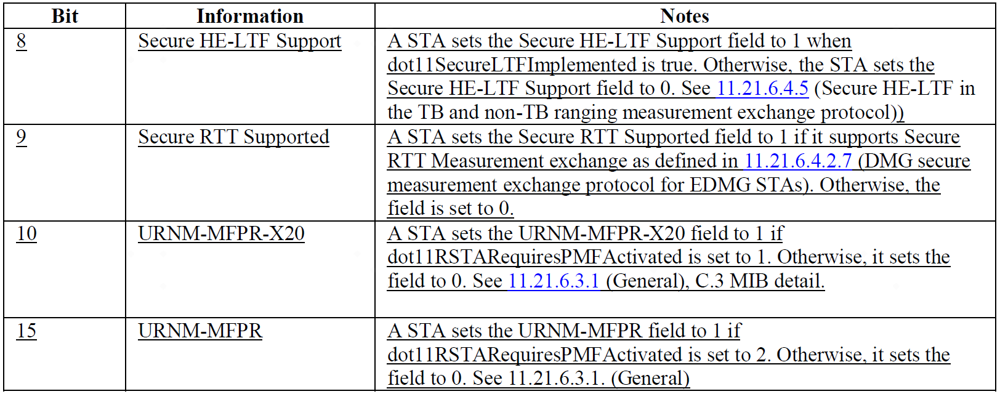 Bit Information Notes
8 Secure HE-LTF Support A STA sets the Secure HE-LTF Support field to 1 when
dot11SecureLTFImplemented is true. Otherwise, the STA sets the
Secure HE-LTF Support field to 0. See 11.21.6.4.5 (Secure HE-LTF in
the TB and non-TB ranging measurement exchange protocol))
9 Secure RTT Supported A STA sets the Secure RTT Supported field to 1 if it supports Secure
RTT Measurement exchange as defined in 11.21.6.4.2.7 (DMG secure
measurement exchange protocol for EDMG STAs). Otherwise, the
field is set to 0.
10 URNM-MFPR-X20 A STA sets the URNM-MFPR-X20 field to 1 if
dot11RSTARequiresPMFActivated is set to 1. Otherwise, it sets the
field to 0. See 11.21.6.3.1 (General), C.3 MIB detail.
15 URNM-MFPR A STA sets the URNM-MFPR field to 1 if
dot11RSTARequiresPMFActivated is set to 2. Otherwise, it sets the
field to 0. See 11.21.6.3.1. (General)